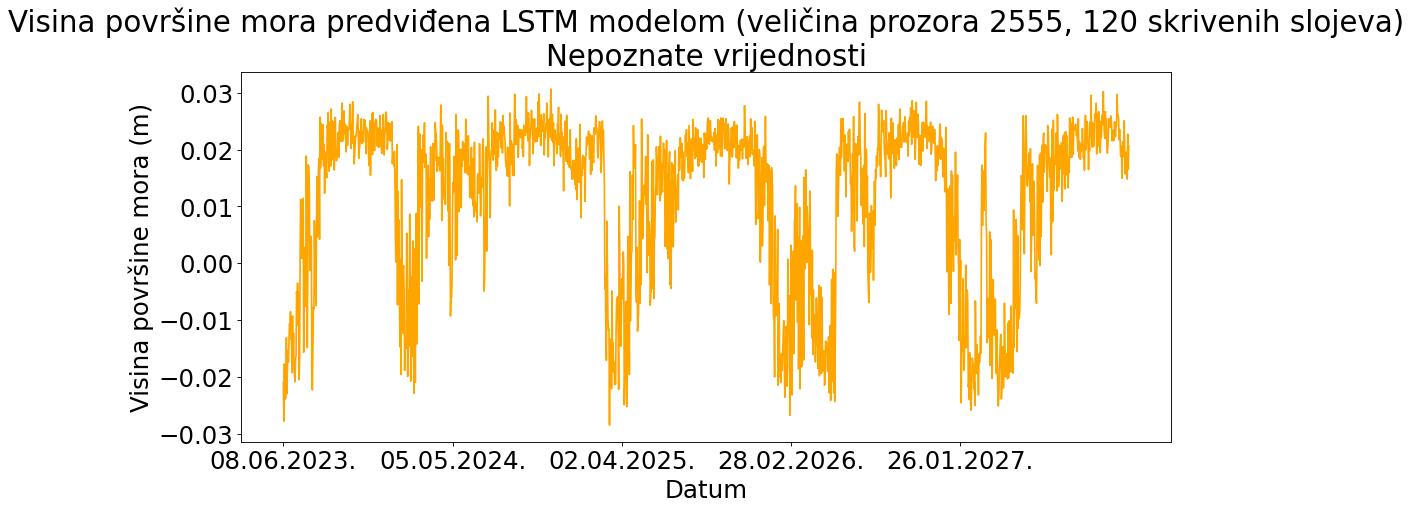 Visina površine mora predviđena LSTM modelom (veličina prozora 2555, 120 skrivenih slojeva)
Nepoznate vrijednosti
Visina površine mora (m)
0.03
0.02
0.01
0.00
−0.01
−0.02
−0.03
08.06.2023. 05.05.2024. 02.04.2025. 28.02.2026. 26.01.2027.
Datum